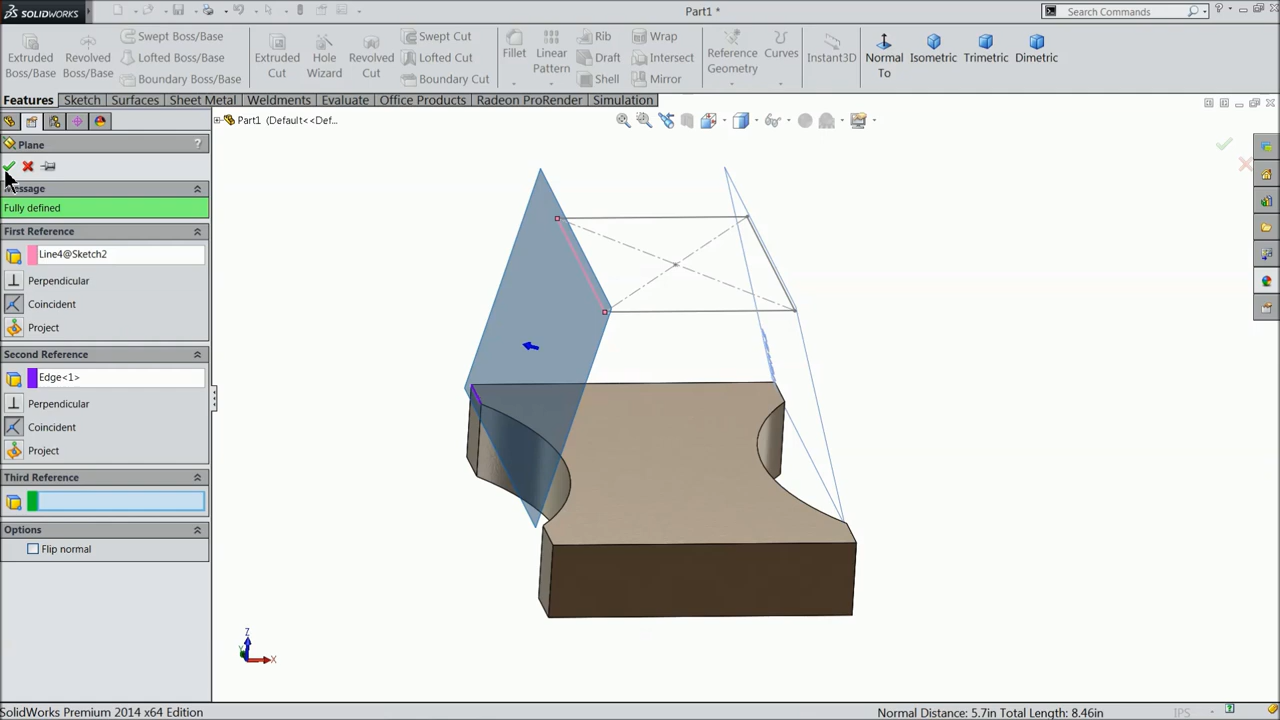 SOLIDWORKS
Part1 *
Search Commands
Extruded Boss/Base
Revolved Boss/Base
Swept Boss/Base
Lofted Boss/Base
Boundary Boss/Base
Extruded Cut
Hole Wizard
Revolved Cut
Swept Cut
Lofted Cut
Boundary Cut
Fillet
Linear Pattern
Rib
Draft
Shell
Wrap
Intersect
Mirror
Reference Geometry
Curves
Instant3D
Normal To
Isometric
Trimetric
Dimetric
Features
Sketch
Surfaces
Sheet Metal
Weldments
Evaluate
Office Products
Radeon ProRender
Simulation
Part1 (Default<<Def...
Plane
?
Message
Fully defined
First Reference
Line4@Sketch2
Perpendicular
Coincident
Project
Second Reference
Edge<1>
Perpendicular
Coincident
Project
Third Reference
Options
Flip normal
Z
Y
X
SolidWorks Premium 2014 x64 Edition
Normal Distance: 5.7in Total Length: 8.46in
IPS